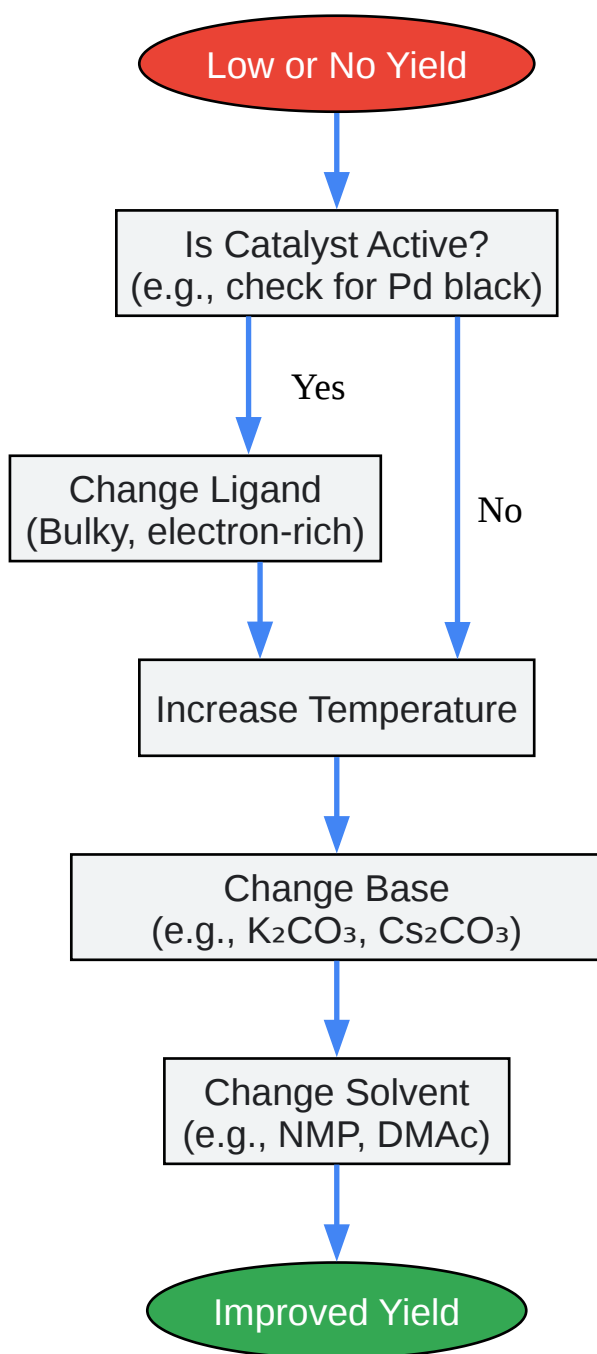 Low or No Yield
Is Catalyst Active?
(e.g., check for Pd black)
Yes
Change Ligand
(Bulky, electron-rich)
No
Increase Temperature
Change Base
(e.g., K₂CO₃, Cs₂CO₃)
Change Solvent
(e.g., NMP, DMAc)
Improved Yield